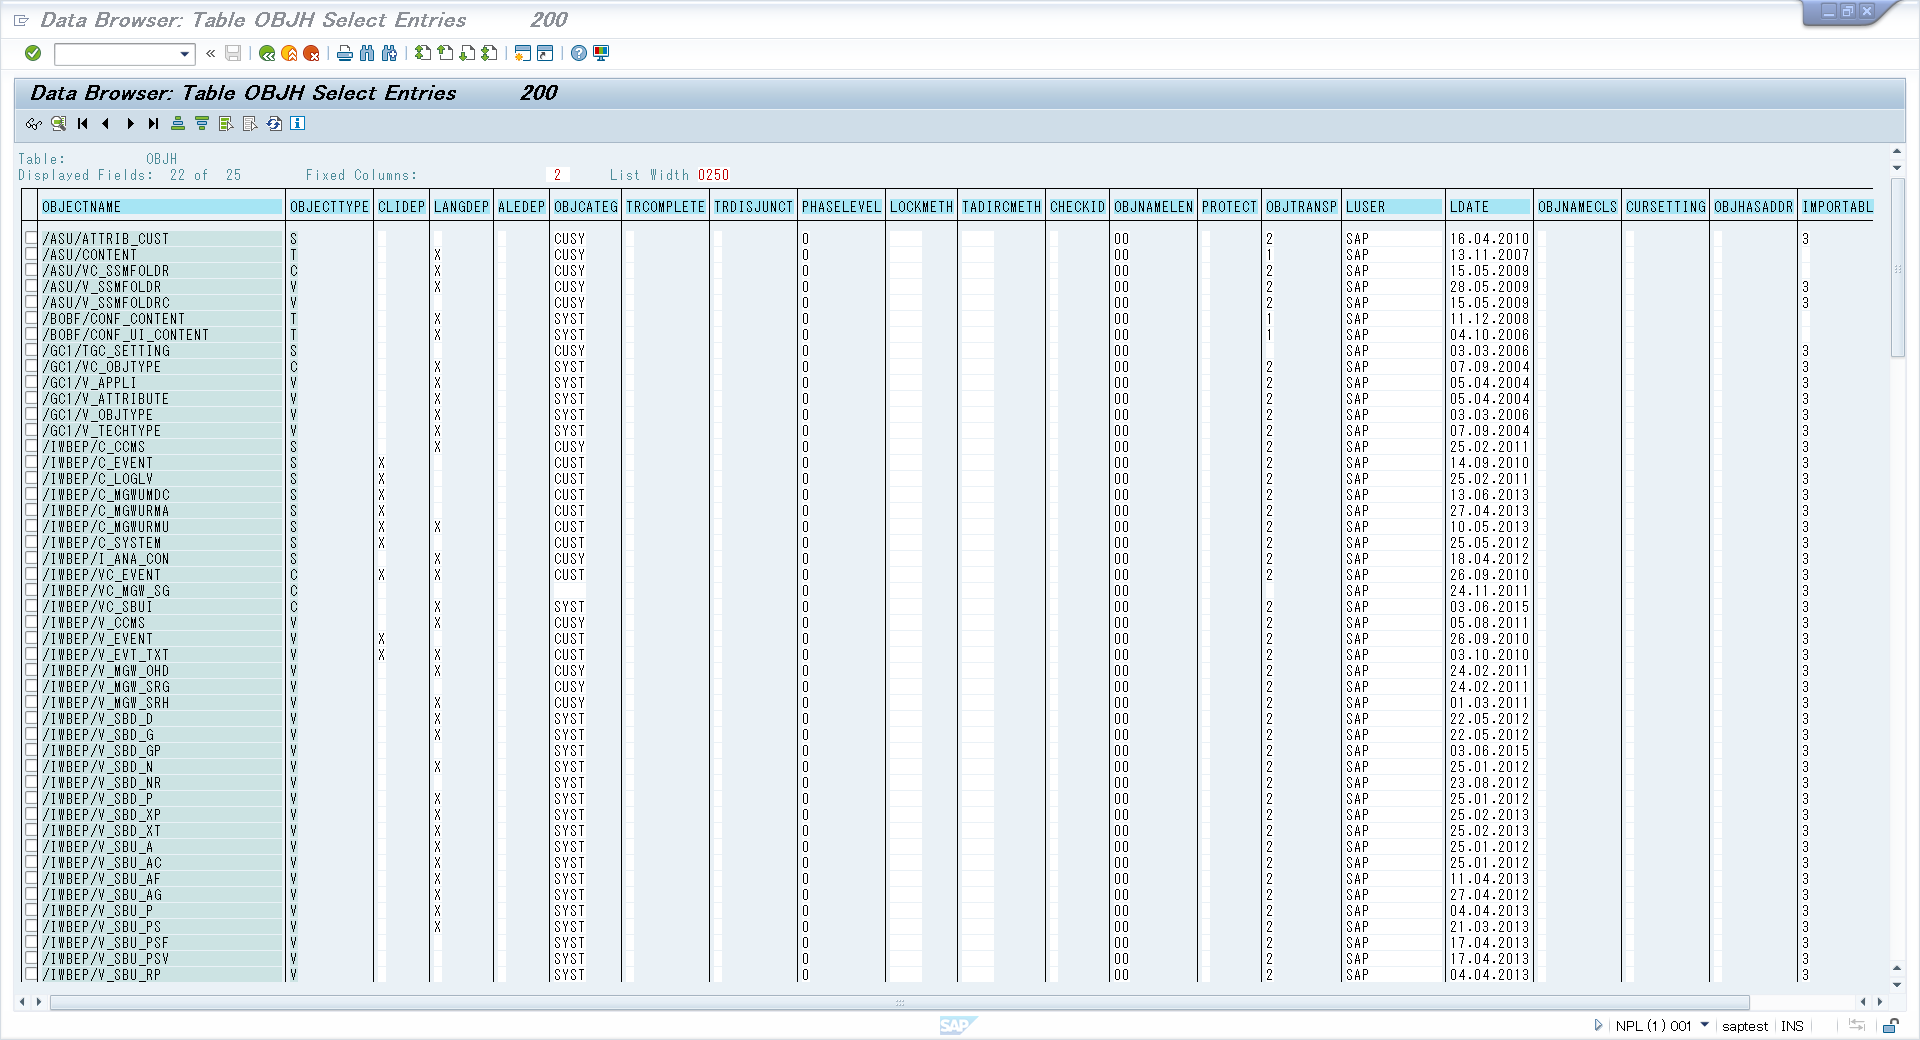 Data Browser: Table OBJH Select Entries 200
Data Browser: Table OBJH Select Entries 200
Table: OBJH
Displayed Fields: 22 of 25 Fixed Columns: 2 List Width 0250
OBJECTNAME OBJECTTYPE CLIDEP LANGDEP ALEDEP OBJCATEG TRCOMPLETE TRDISJUNCT PHASELEVEL LOCKMETH TADIRCMETH CHECKID OBJNAMELEN PROTECT OBJTRANSP LUSER LDATE OBJNAMECLS CURSETTING OBJHASADDR IMPORTABL
/ASU/ATTRIB_CUST S CUSY 0 00 2 SAP 16.04.2010 3
/ASU/CONTENT T X CUSY 0 00 1 SAP 13.11.2007
/ASU/VC_SSMFOLDR C X CUSY 0 00 2 SAP 15.05.2009
/ASU/V_SSMFOLDR V X CUSY 0 00 2 SAP 28.05.2009 3
/ASU/V_SSMFOLDRC V CUSY 0 00 2 SAP 15.05.2009 3
/BOBF/CONF_CONTENT T X SYST 0 00 1 SAP 11.12.2008
/BOBF/CONF_UI_CONTENT T X SYST 0 00 1 SAP 04.10.2006
/GC1/TGC_SETTING S CUSY 0 00 SAP 03.03.2006 3
/GC1/VC_OBJTYPE C X SYST 0 00 2 SAP 07.09.2004 3
/GC1/V_APPLI V X SYST 0 00 2 SAP 05.04.2004 3
/GC1/V_ATTRIBUTE V X SYST 0 00 2 SAP 05.04.2004 3
/GC1/V_OBJTYPE V X SYST 0 00 2 SAP 03.03.2006 3
/GC1/V_TECHTYPE V X SYST 0 00 2 SAP 07.09.2004 3
/IWBEP/C_CCMS S X CUSY 0 00 2 SAP 25.02.2011 3
/IWBEP/C_EVENT S X CUST 0 00 2 SAP 14.09.2010 3
/IWBEP/C_LOGLV S X CUST 0 00 2 SAP 25.02.2011 3
/IWBEP/C_MGWUMDC S X CUST 0 00 2 SAP 13.06.2013 3
/IWBEP/C_MGWURMA S X CUST 0 00 2 SAP 27.04.2013 3
/IWBEP/C_MGWURMU S X X CUST 0 00 2 SAP 10.05.2013 3
/IWBEP/C_SYSTEM S X CUST 0 00 2 SAP 25.05.2012 3
/IWBEP/I_ANA_CON S X CUSY 0 00 2 SAP 18.04.2012 3
/IWBEP/VC_EVENT C X X CUST 0 00 2 SAP 26.09.2010 3
/IWBEP/VC_MGW_SG C 0 00 SAP 24.11.2011 3
/IWBEP/VC_SBUI C X SYST 0 00 2 SAP 03.06.2015 3
/IWBEP/V_CCMS V X CUSY 0 00 2 SAP 05.08.2011 3
/IWBEP/V_EVENT V X CUST 0 00 2 SAP 26.09.2010 3
/IWBEP/V_EVT_TXT V X X CUST 0 00 2 SAP 03.10.2010 3
/IWBEP/V_MGW_OHD V X CUSY 0 00 2 SAP 24.02.2011 3
/IWBEP/V_MGW_SRG V CUSY 0 00 2 SAP 24.02.2011 3
/IWBEP/V_MGW_SRH V X CUSY 0 00 2 SAP 01.03.2011 3
/IWBEP/V_SBD_D V X SYST 0 00 2 SAP 22.05.2012 3
/IWBEP/V_SBD_G V X SYST 0 00 2 SAP 22.05.2012 3
/IWBEP/V_SBD_GP V SYST 0 00 2 SAP 03.06.2015 3
/IWBEP/V_SBD_N V X SYST 0 00 2 SAP 25.01.2012 3
/IWBEP/V_SBD_NR V SYST 0 00 2 SAP 23.08.2012 3
/IWBEP/V_SBD_P V X SYST 0 00 2 SAP 25.01.2012 3
/IWBEP/V_SBD_XP V X SYST 0 00 2 SAP 25.02.2013 3
/IWBEP/V_SBD_XT V X SYST 0 00 2 SAP 25.02.2013 3
/IWBEP/V_SBU_A V X SYST 0 00 2 SAP 25.01.2012 3
/IWBEP/V_SBU_AC V X SYST 0 00 2 SAP 25.01.2012 3
/IWBEP/V_SBU_AF V X SYST 0 00 2 SAP 11.04.2013 3
/IWBEP/V_SBU_AG V X SYST 0 00 2 SAP 27.04.2012 3
/IWBEP/V_SBU_P V X SYST 0 00 2 SAP 04.04.2013 3
/IWBEP/V_SBU_PS V X SYST 0 00 2 SAP 21.03.2013 3
/IWBEP/V_SBU_PSF V SYST 0 00 2 SAP 17.04.2013 3
/IWBEP/V_SBU_PSV V SYST 0 00 2 SAP 17.04.2013 3
/IWBEP/V_SBU_RP V SYST 0 00 2 SAP 04.04.2013 3
SAP NPL (1) 001 saptest INS